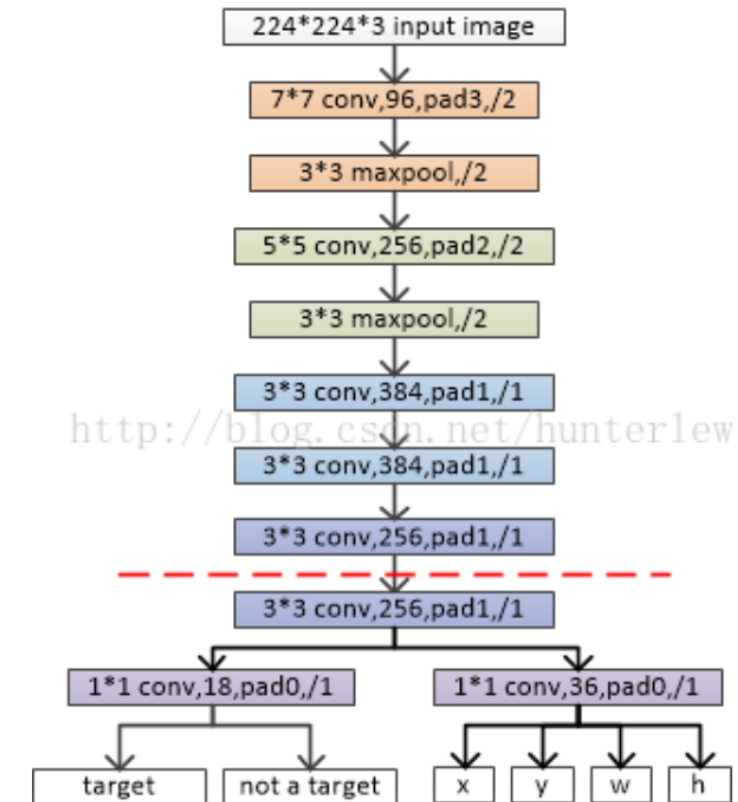 224*224*3 input image
7*7 conv,96,pad3,/2
3*3 maxpool,/2
5*5 conv,256,pad2,/2
3*3 maxpool,/2
3*3 conv,384,pad1,/1
http://blog.csdn.net/hunterlew
3*3 conv,384,pad1,/1
3*3 conv,256,pad1,/1
3*3 conv,256,pad1,/1
1*1 conv,18,pad0,/1 1*1 conv,36,pad0,/1
target not a target x y w h